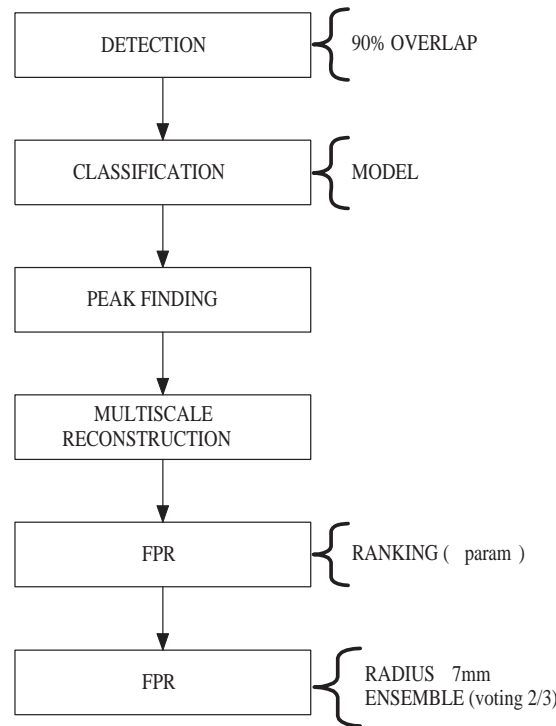 DETECTION
90% OVERLAP
CLASSIFICATION
MODEL
PEAK FINDING
MULTISCALE
RECONSTRUCTION
FPR
RANKING ( param )
FPR
RADIUS 7mm
ENSEMBLE (voting 2/3)